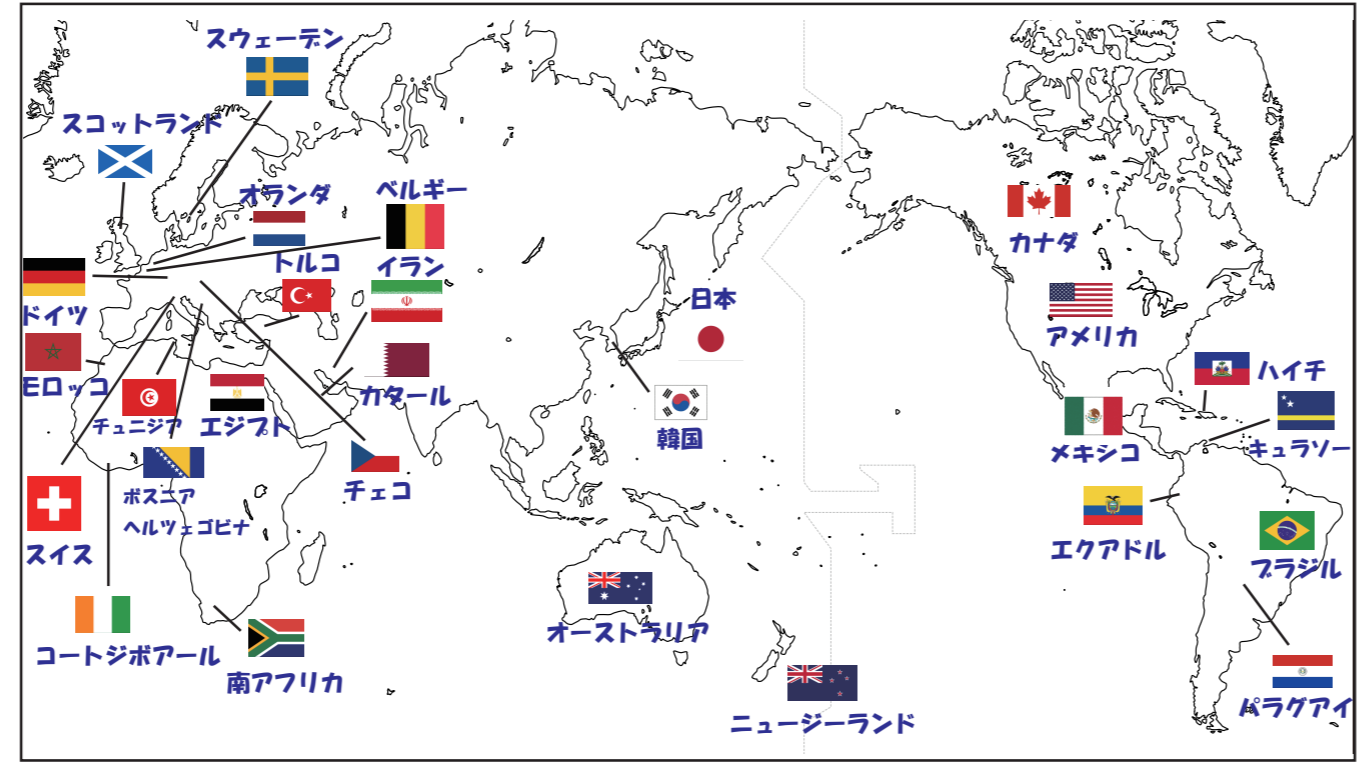 スウェーデン
スコットランド
オランダ
ベルギー
トルコ
イラン
ドイツ
モロッコ
チュニジア
エジプト
カタール
ボスニア
ヘルツェゴビナ
チェコ
スイス
コートジボアール
南アフリカ
日本
韓国
オーストラリア
ニュージーランド
カナダ
アメリカ
ハイチ
メキシコ
キュラソー
エクアドル
ブラジル
パラグアイ